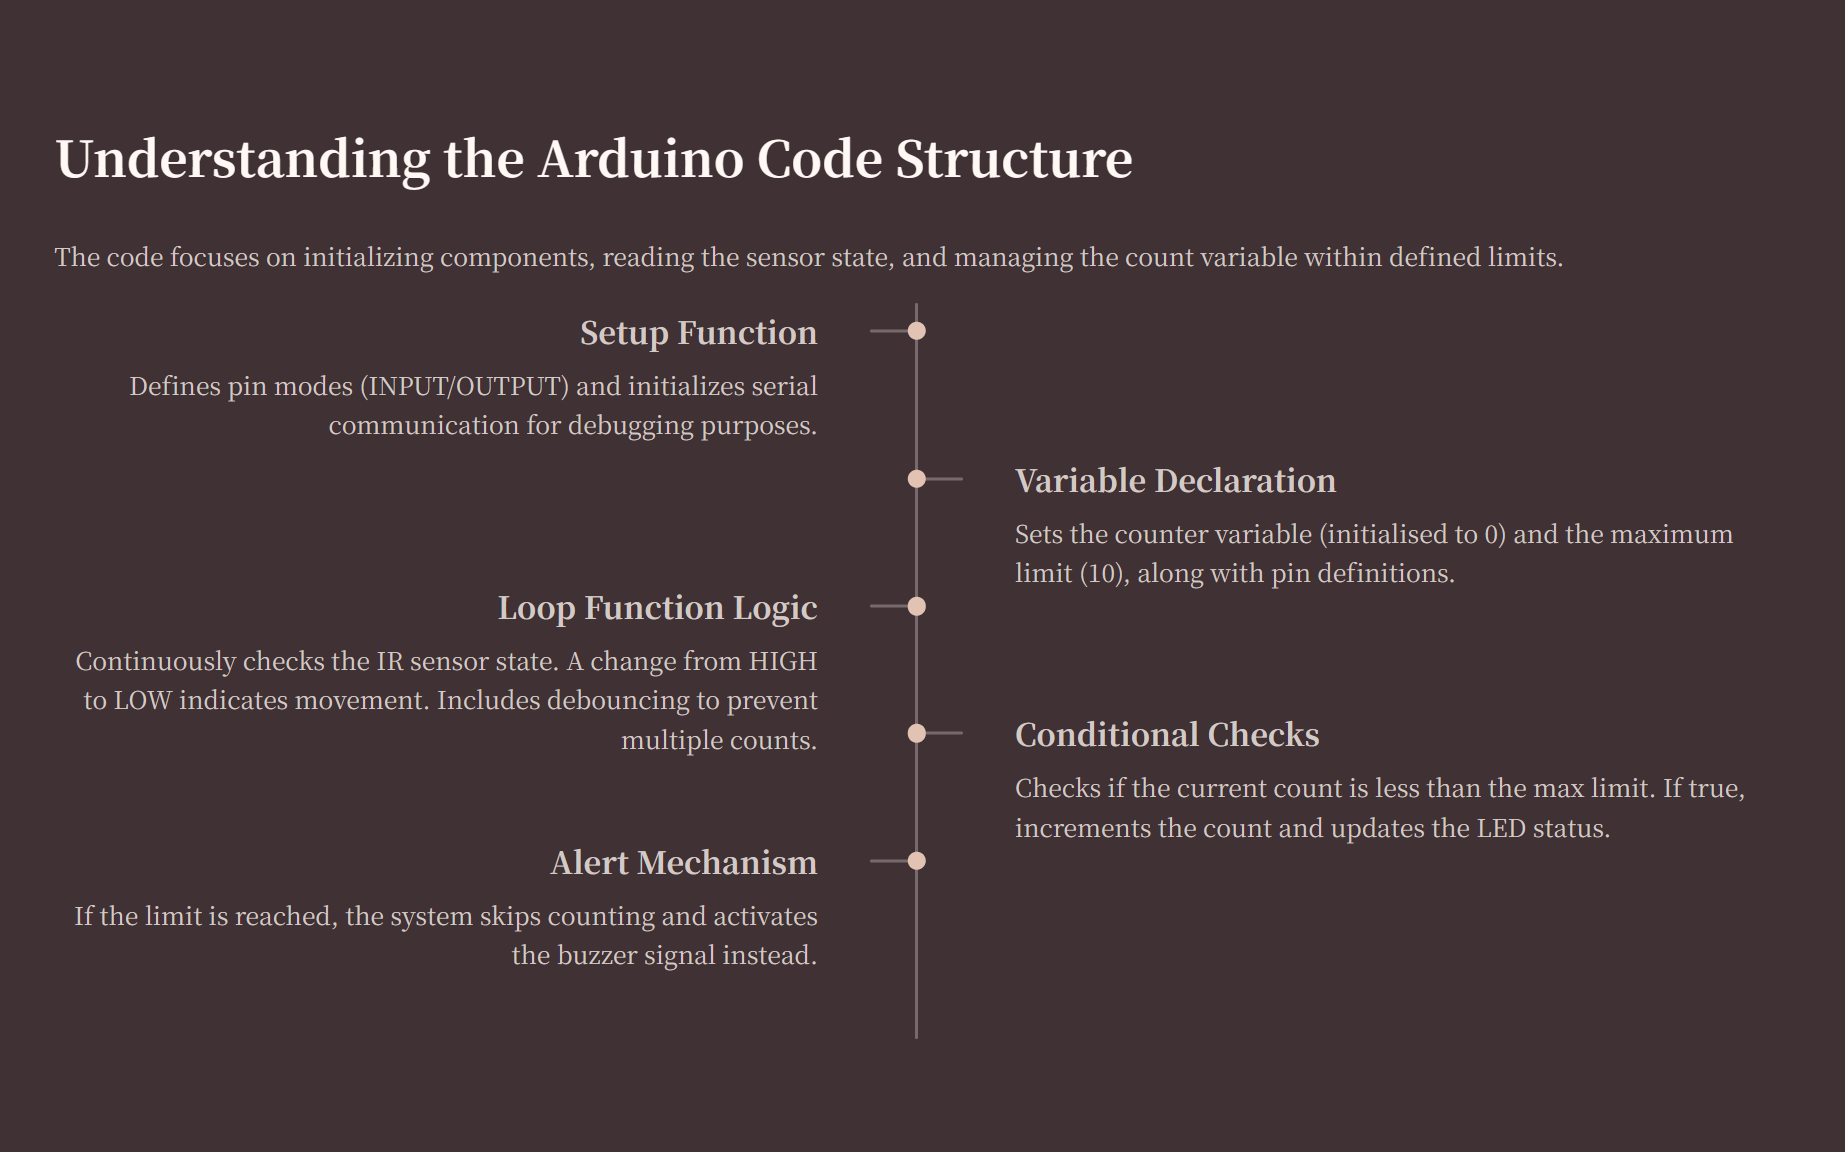 Understanding the Arduino Code Structure
The code focuses on initializing components, reading the sensor state, and managing the count variable within defined limits.
Setup Function
Defines pin modes (INPUT/OUTPUT) and initializes serial
communication for debugging purposes.
Variable Declaration
Sets the counter variable (initialised to 0) and the maximum
limit (10), along with pin definitions.
Loop Function Logic
Continuously checks the IR sensor state. A change from HIGH
to LOW indicates movement. Includes debouncing to prevent
multiple counts.
Conditional Checks
Checks if the current count is less than the max limit. If true,
increments the count and updates the LED status.
Alert Mechanism
If the limit is reached, the system skips counting and activates
the buzzer signal instead.